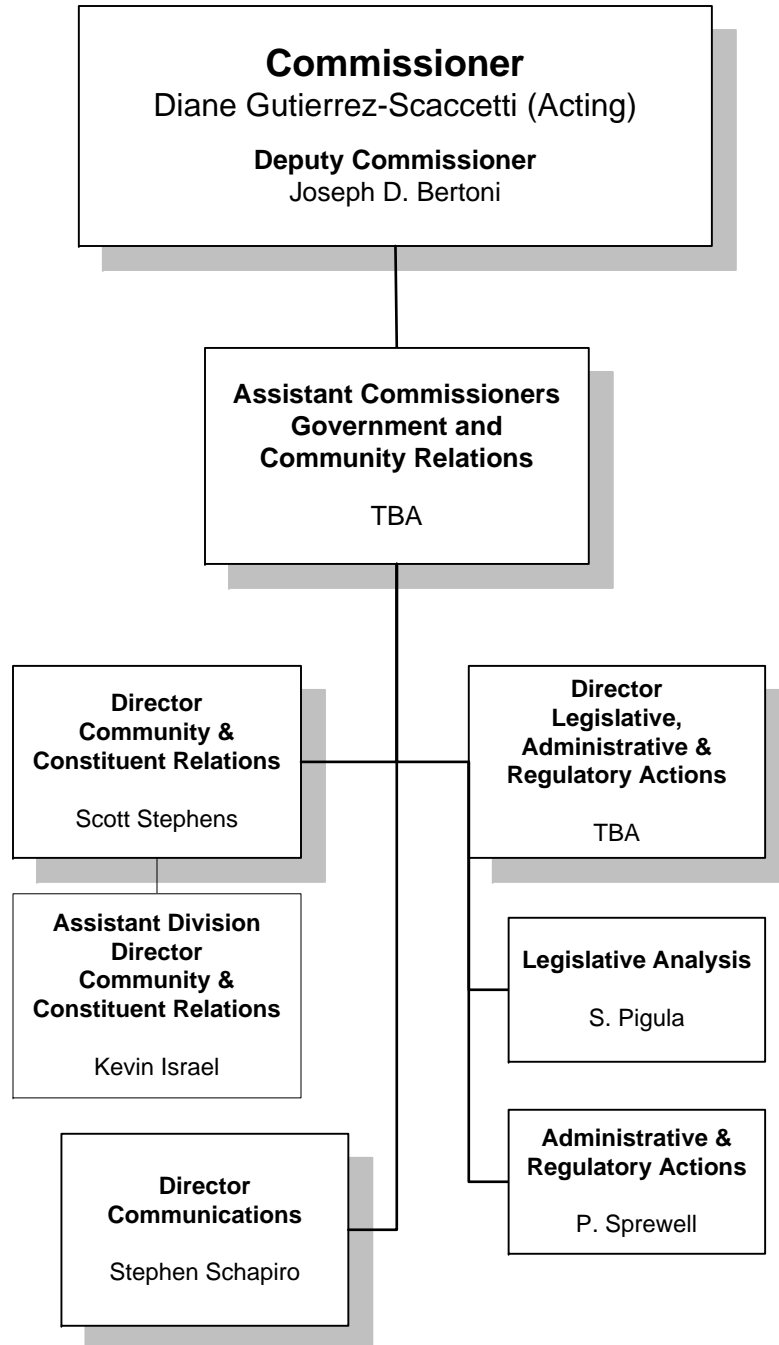 Commissioner
Diane Gutierrez-Scaccetti (Acting)
Deputy Commissioner
Joseph D. Bertoni
Assistant Commissioners
Government and
Community Relations
TBA
Director
Community &
Constituent Relations
Scott Stephens
Director
Legislative,
Administrative &
Regulatory Actions
TBA
Assistant Division
Director
Community &
Constituent Relations
Kevin Israel
Legislative Analysis
S. Pigula
Administrative &
Regulatory Actions
P. Sprewell
Director
Communications
Stephen Schapiro